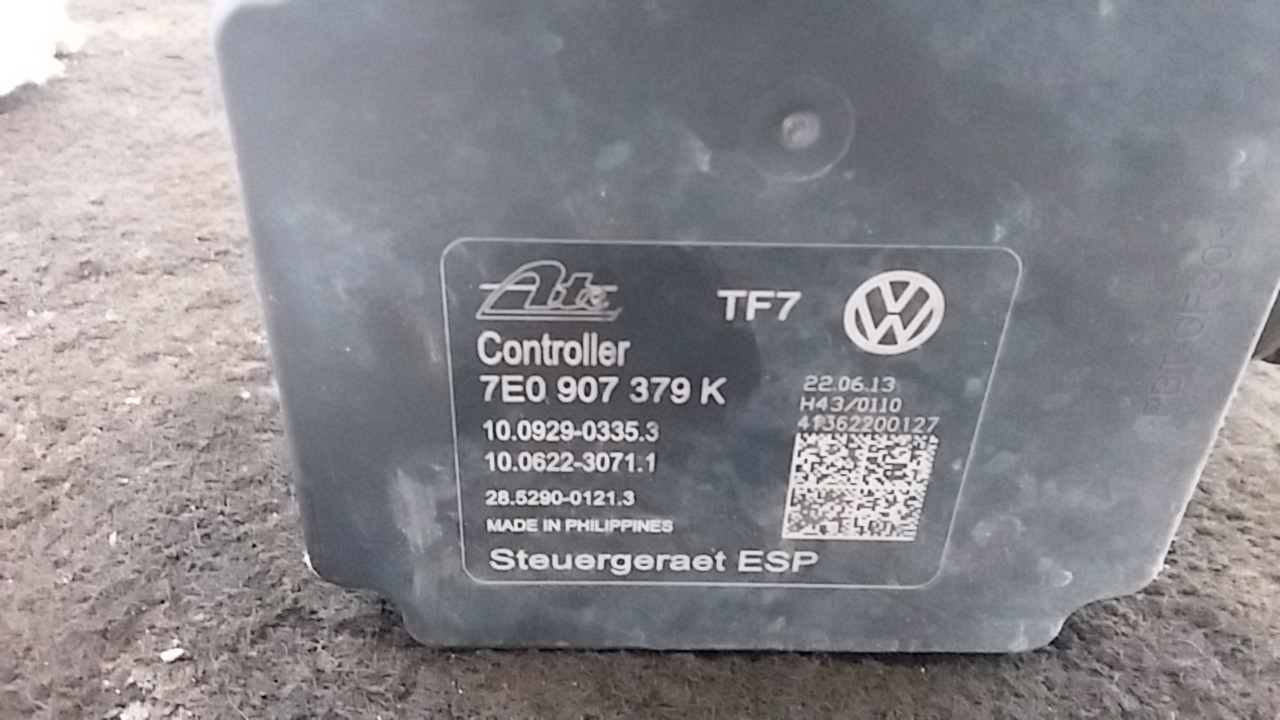 Ate
TF7
Controller
7E0 907 379 K
22.06.13
H43/0110
41362200127
10.0929-0335.3
10.0622-3071.1
28.5290-0121.3
MADE IN PHILIPPINES
Steuergeraet ESP